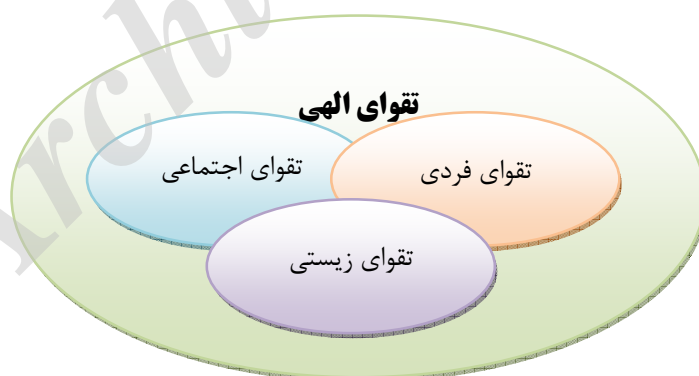 تقوای الهی
تقوای فردی
تقوای اجتماعی
تقوای زیستی